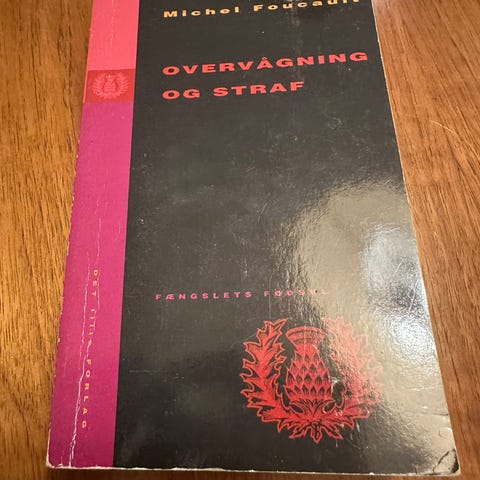 Michel Foucault
OVERVÅGNING
OG STRAF
FÆNGSLETS FØDSEL
DET lille FORLAG